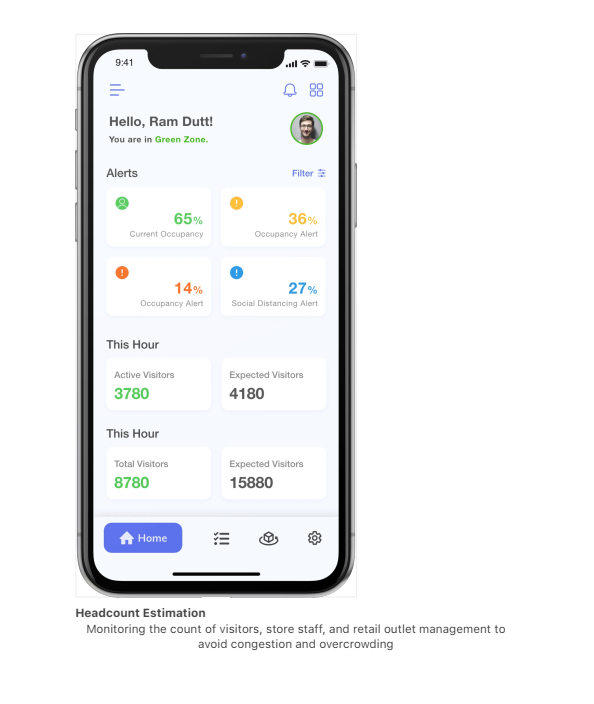 9:41
Hello, Ram Dutt!
You are in Green Zone.
Alerts
Filter
65%
Current Occupancy
36%
Occupancy Alert
14%
Occupancy Alert
27%
Social Distancing Alert
This Hour
Active Visitors
3780
Expected Visitors
4180
This Hour
Total Visitors
8780
Expected Visitors
15880
Home
Headcount Estimation
Monitoring the count of visitors, store staff, and retail outlet management to
avoid congestion and overcrowding